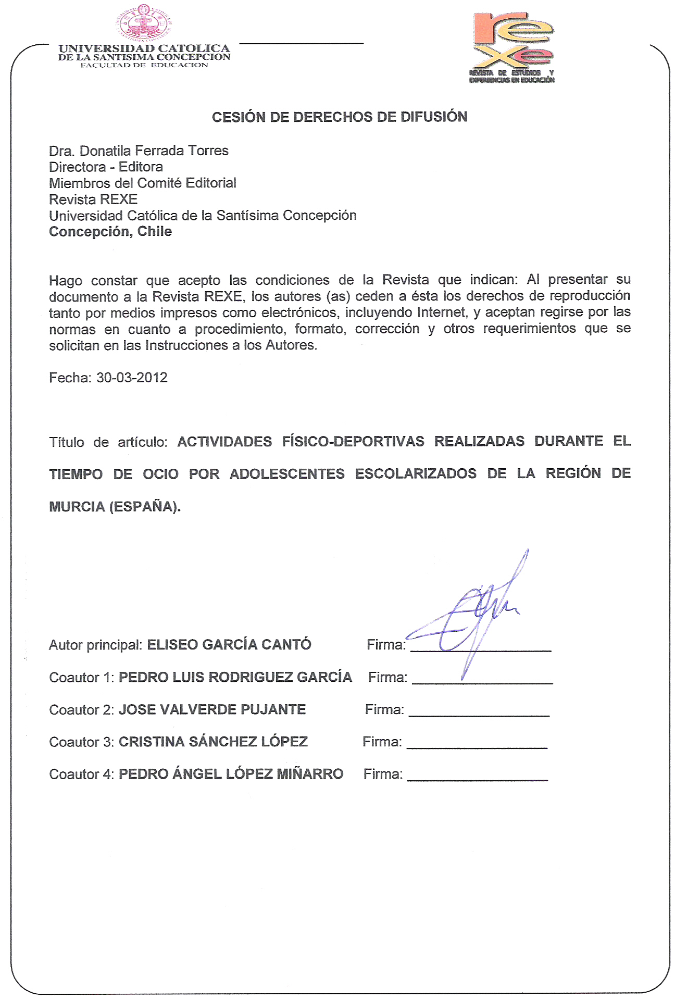 UNIVERSIDAD CATOLICA
DE LA SANTISIMA CONCEPCION
FACULTAD DE EDUCACION
rexe
REVISTA DE ESTUDIOS Y
EXPERIENCIAS EN EDUCACIÓN
CESIÓN DE DERECHOS DE DIFUSIÓN
Dra. Donatila Ferrada Torres
Directora - Editora
Miembros del Comité Editorial
Revista REXE
Universidad Católica de la Santísima Concepción
Concepción, Chile
Hago constar que acepto las condiciones de la Revista que indican: Al presentar su
documento a la Revista REXE, los autores (as) ceden a ésta los derechos de reproducción
tanto por medios impresos como electrónicos, incluyendo Internet, y aceptan regirse por las
normas en cuanto a procedimiento, formato, corrección y otros requerimientos que se
solicitan en las Instrucciones a los Autores.
Fecha: 30-03-2012
Título de artículo: ACTIVIDADES FÍSICO-DEPORTIVAS REALIZADAS DURANTE EL
TIEMPO DE OCIO POR ADOLESCENTES ESCOLARIZADOS DE LA REGIÓN DE
MURCIA (ESPAÑA).
Autor principal: ELISEO GARCÍA CANTÓ Firma:
Coautor 1: PEDRO LUIS RODRIGUEZ GARCÍA Firma:
Coautor 2: JOSE VALVERDE PUJANTE Firma:
Coautor 3: CRISTINA SÁNCHEZ LÓPEZ Firma:
Coautor 4: PEDRO ÁNGEL LÓPEZ MIÑARRO Firma: